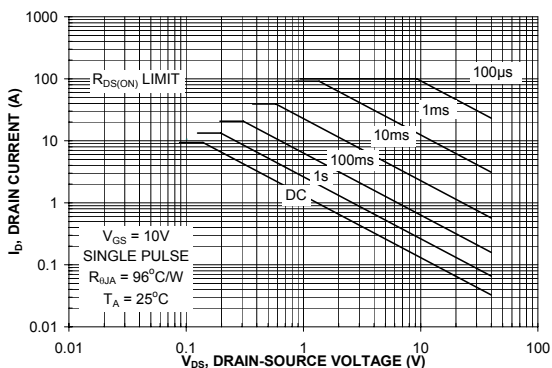 1000
100
10
1
0.1
0.01
I_D, DRAIN CURRENT (A)
R_DS(ON) LIMIT
100µs
1ms
10ms
100ms
1s
DC
V_GS = 10V
SINGLE PULSE
R_θJA = 96°C/W
T_A = 25°C
0.01 0.1 1 10 100
V_DS, DRAIN-SOURCE VOLTAGE (V)